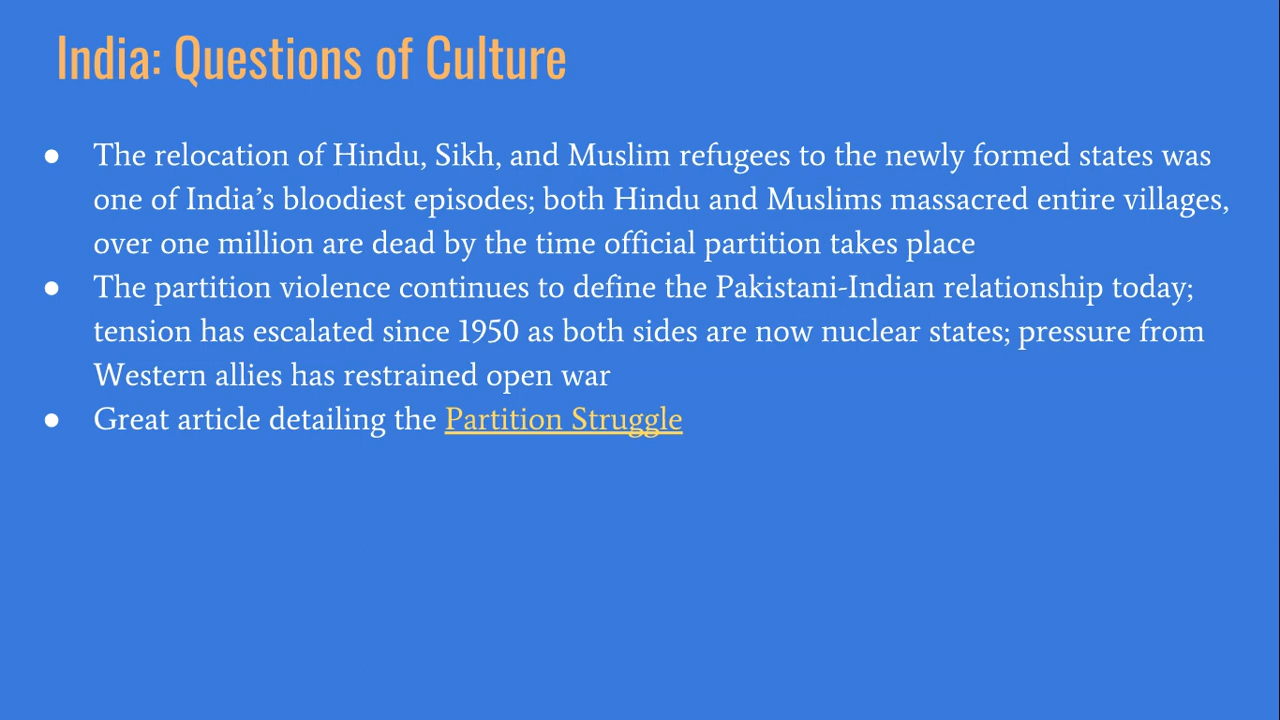 India: Questions of Culture
● The relocation of Hindu, Sikh, and Muslim refugees to the newly formed states was
one of India’s bloodiest episodes; both Hindu and Muslims massacred entire villages,
over one million are dead by the time official partition takes place
● The partition violence continues to define the Pakistani-Indian relationship today;
tension has escalated since 1950 as both sides are now nuclear states; pressure from
Western allies has restrained open war
● Great article detailing the Partition Struggle